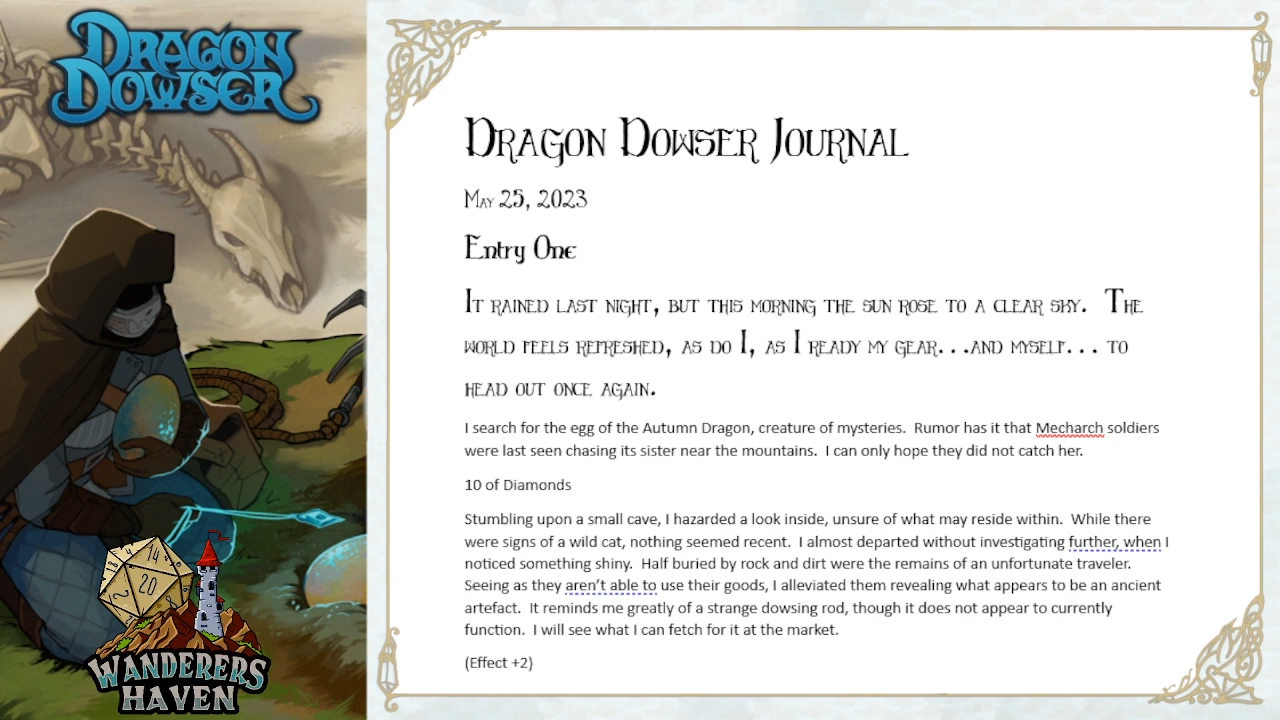 DRAGON
DOWSER
DRAGON DOWSER JOURNAL
MAY 25, 2023
Entry One
IT RAINED LAST NIGHT, BUT THIS MORNING THE SUN ROSE TO A CLEAR SKY. THE
WORLD FEELS REFRESHED, AS DO I, AS I READY MY GEAR...AND MYSELF... TO
HEAD OUT ONCE AGAIN.
I search for the egg of the Autumn Dragon, creature of mysteries. Rumor has it that Mecharch soldiers
were last seen chasing its sister near the mountains. I can only hope they did not catch her.
10 of Diamonds
Stumbling upon a small cave, I hazarded a look inside, unsure of what may reside within. While there
were signs of a wild cat, nothing seemed recent. I almost departed without investigating further, when I
noticed something shiny. Half buried by rock and dirt were the remains of an unfortunate traveler.
Seeing as they aren't able to use their goods, I alleviated them revealing what appears to be an ancient
artefact. It reminds me greatly of a strange dowsing rod, though it does not appear to currently
function. I will see what I can fetch for it at the market.
(Effect +2)
14
20
2
WANDERERS
HAVEN